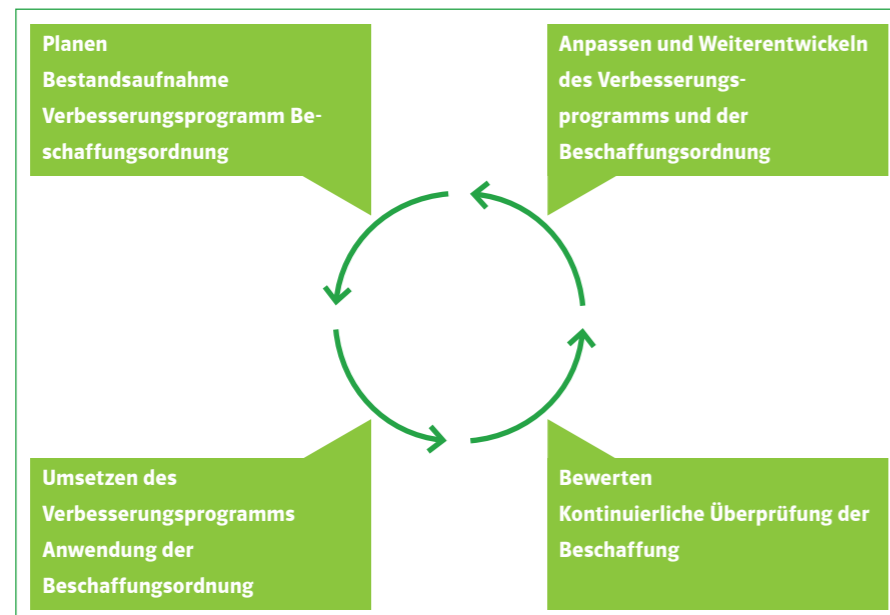 Planen
Bestandsaufnahme
Verbesserungsprogramm Be-
schaffungsordnung
Anpassen und Weiterentwickeln
des Verbesserungs-
programms und der
Beschaffungsordnung
Umsetzen des
Verbesserungsprogramms
Anwendung der
Beschaffungsordnung
Bewerten
Kontinuierliche Überprüfung der
Beschaffung